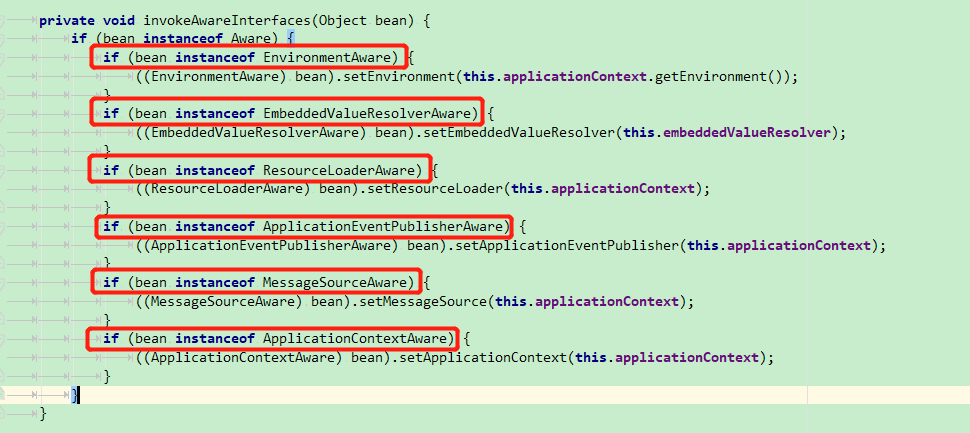 private void invokeAwareInterfaces(Object bean) {
if (bean instanceof Aware) {
if (bean instanceof EnvironmentAware) {
((EnvironmentAware) bean).setEnvironment(this.applicationContext.getEnvironment());
}
if (bean instanceof EmbeddedValueResolverAware) {
((EmbeddedValueResolverAware) bean).setEmbeddedValueResolver(this.embeddedValueResolver);
}
if (bean instanceof ResourceLoaderAware) {
((ResourceLoaderAware) bean).setResourceLoader(this.applicationContext);
}
if (bean instanceof ApplicationEventPublisherAware) {
((ApplicationEventPublisherAware) bean).setApplicationEventPublisher(this.applicationContext);
}
if (bean instanceof MessageSourceAware) {
((MessageSourceAware) bean).setMessageSource(this.applicationContext);
}
if (bean instanceof ApplicationContextAware) {
((ApplicationContextAware) bean).setApplicationContext(this.applicationContext);
}
}
}